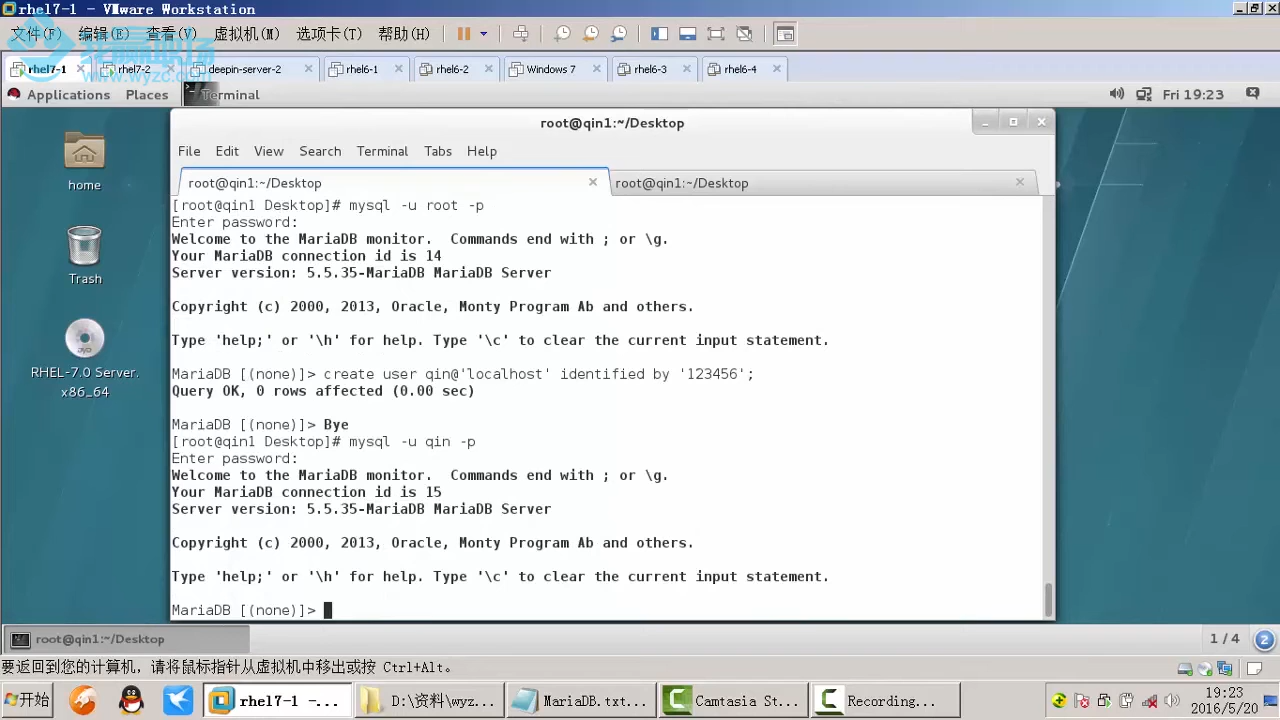 rhel7-1 - VMware Workstation
文件(F) 编辑(E) 查看(V) 虚拟机(M) 选项卡(T) 帮助(H)
rhel7-1 rhel7-2 deepin-server-2 rhel6-1 rhel6-2 Windows 7 rhel6-3 rhel6-4
www.wyzc.com
Applications Places Terminal Fri 19:23
root@qin1:~/Desktop
File Edit View Search Terminal Tabs Help
root@qin1:~/Desktop root@qin1:~/Desktop
home
Trash
RHEL-7.0 Server.
x86_64
[root@qin1 Desktop]# mysql -u root -p
Enter password:
Welcome to the MariaDB monitor.  Commands end with ; or \g.
Your MariaDB connection id is 14
Server version: 5.5.35-MariaDB MariaDB Server
Copyright (c) 2000, 2013, Oracle, Monty Program Ab and others.
Type 'help;' or '\h' for help. Type '\c' to clear the current input statement.
MariaDB [(none)]> create user qin@'localhost' identified by '123456';
Query OK, 0 rows affected (0.00 sec)
MariaDB [(none)]> Bye
[root@qin1 Desktop]# mysql -u qin -p
Enter password:
Welcome to the MariaDB monitor.  Commands end with ; or \g.
Your MariaDB connection id is 15
Server version: 5.5.35-MariaDB MariaDB Server
Copyright (c) 2000, 2013, Oracle, Monty Program Ab and others.
Type 'help;' or '\h' for help. Type '\c' to clear the current input statement.
MariaDB [(none)]>
root@qin1:~/Desktop 1 / 4 2
要返回到您的计算机，请将鼠标指针从虚拟机中移出或按 Ctrl+Alt。
开始 rhel7-1 -... D:\资料\wyz... MariaDB.txt... Camtasia St... Recording... 19:23
2016/5/20